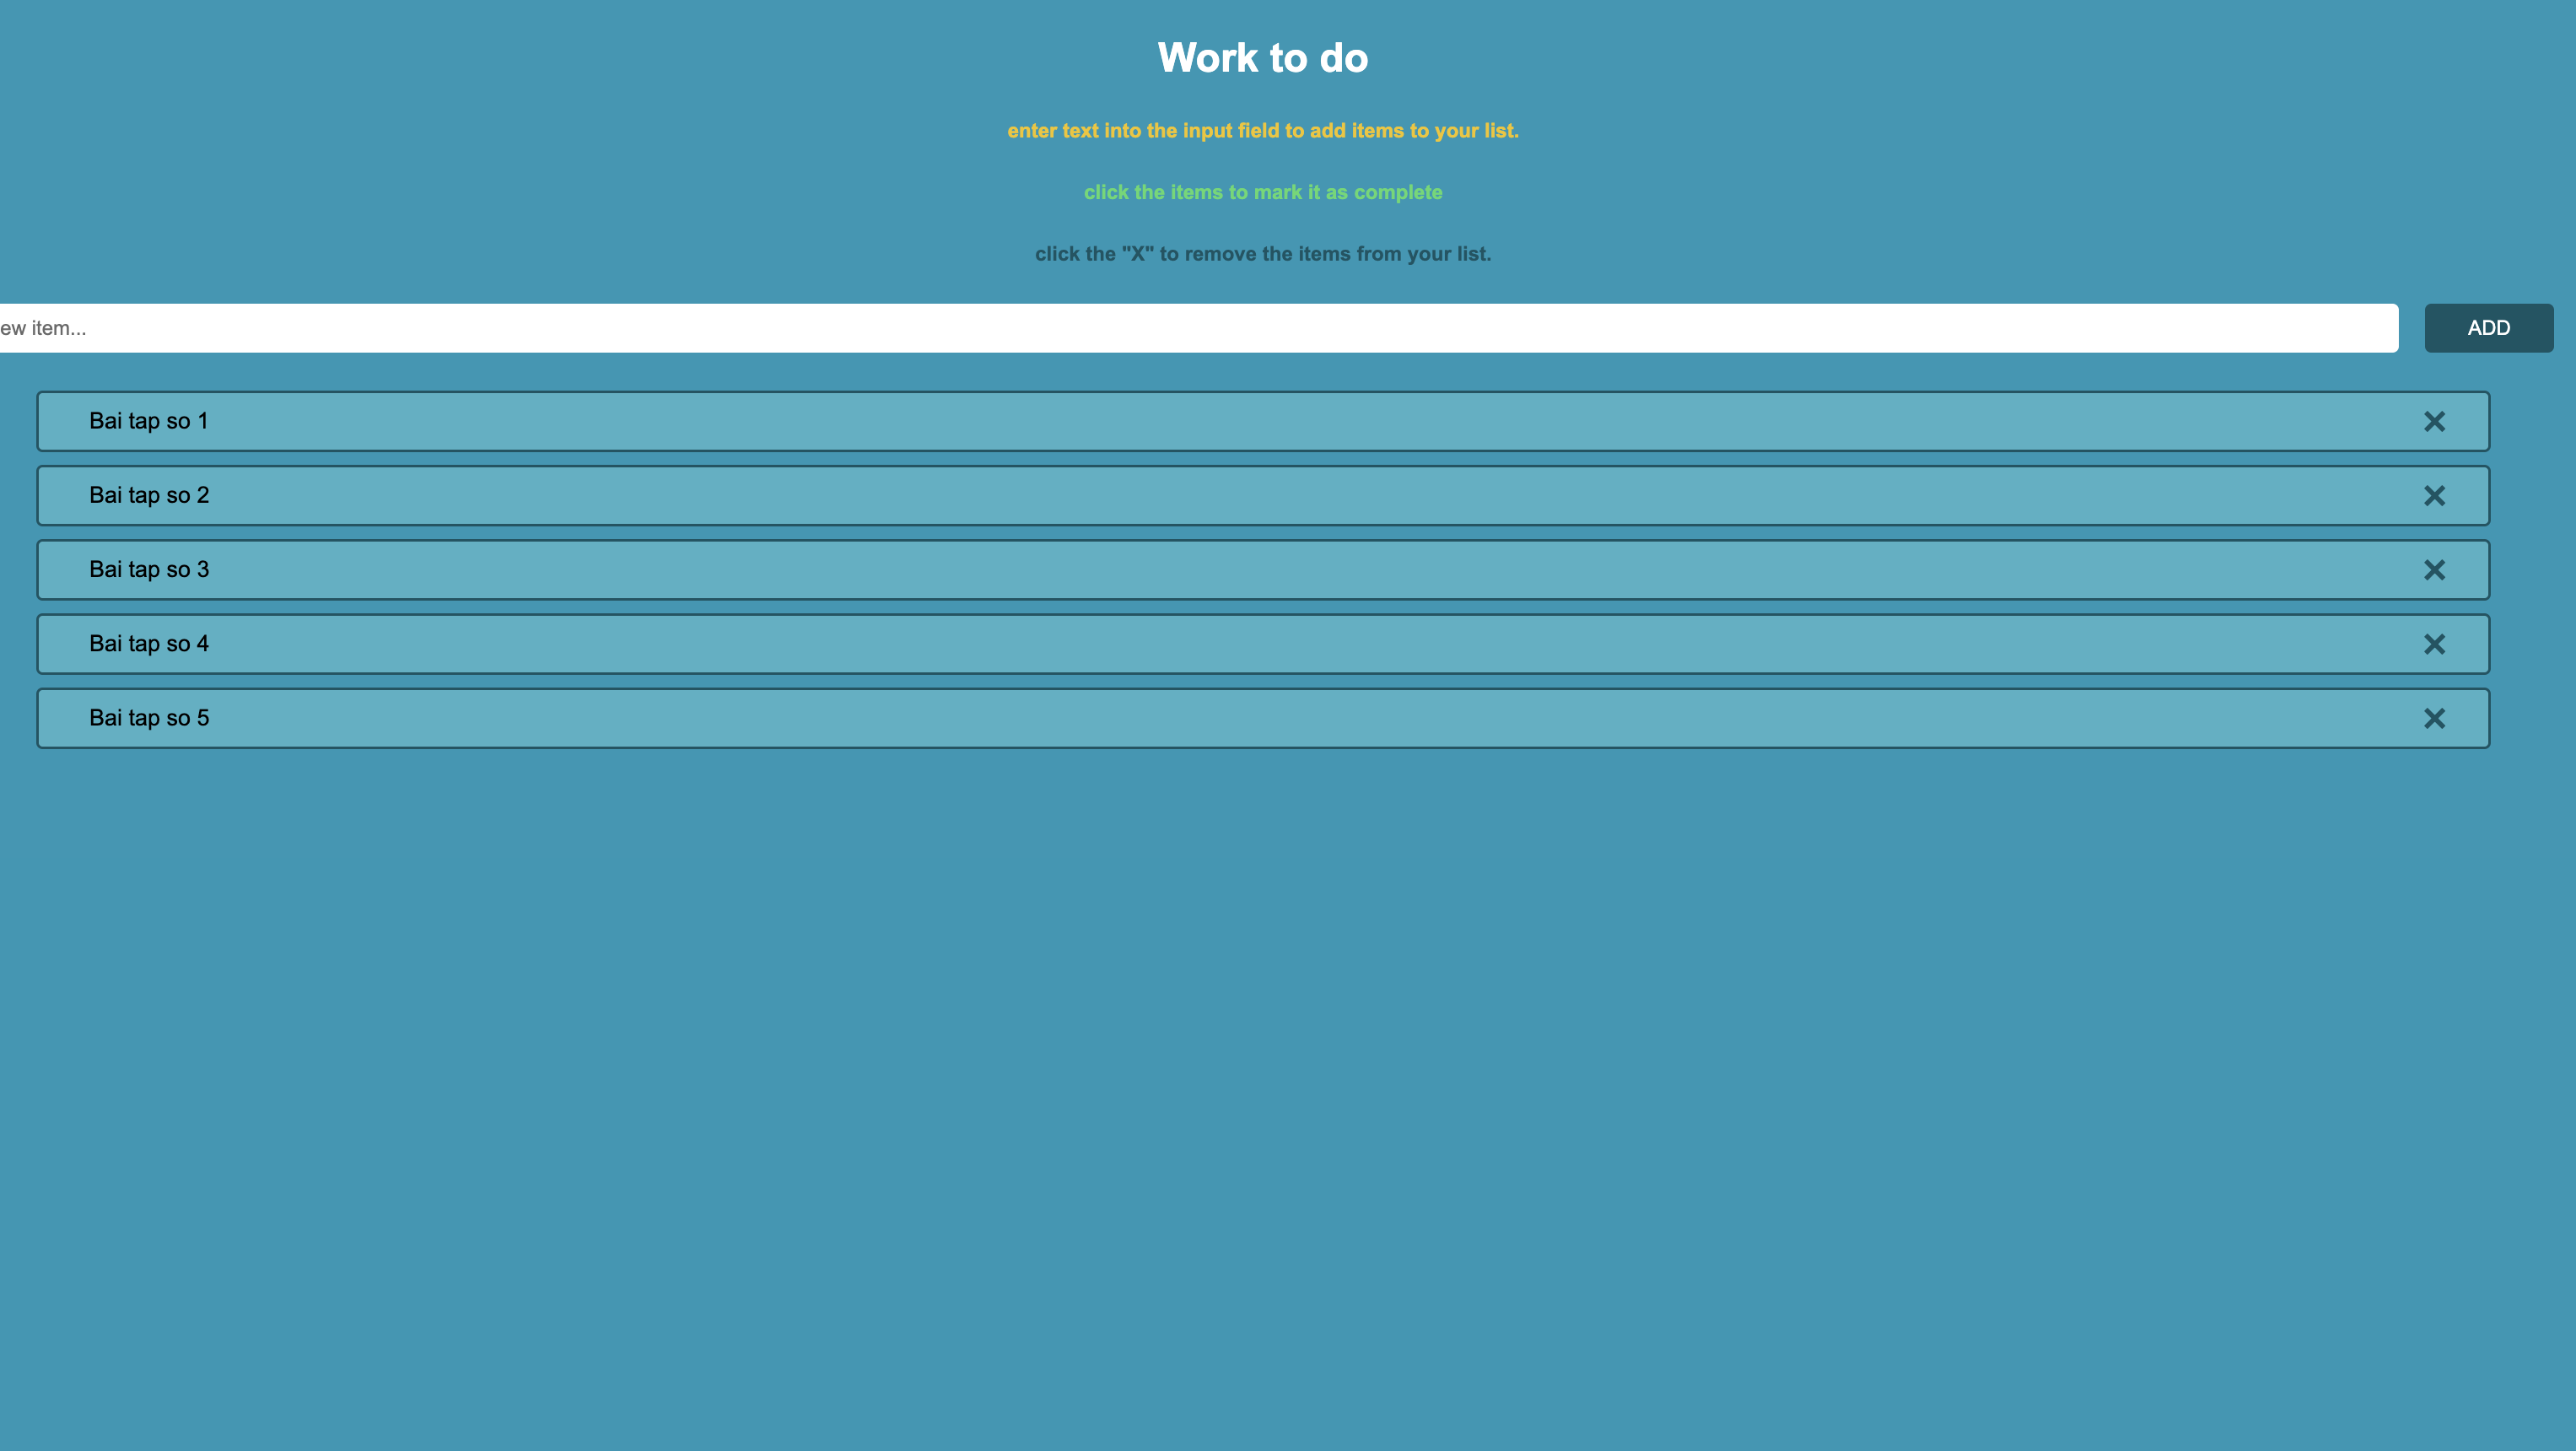 Work to do
enter text into the input field to add items to your list.
click the items to mark it as complete
click the "X" to remove the items from your list.
ew item...
ADD
Bai tap so 1
Bai tap so 2
Bai tap so 3
Bai tap so 4
Bai tap so 5